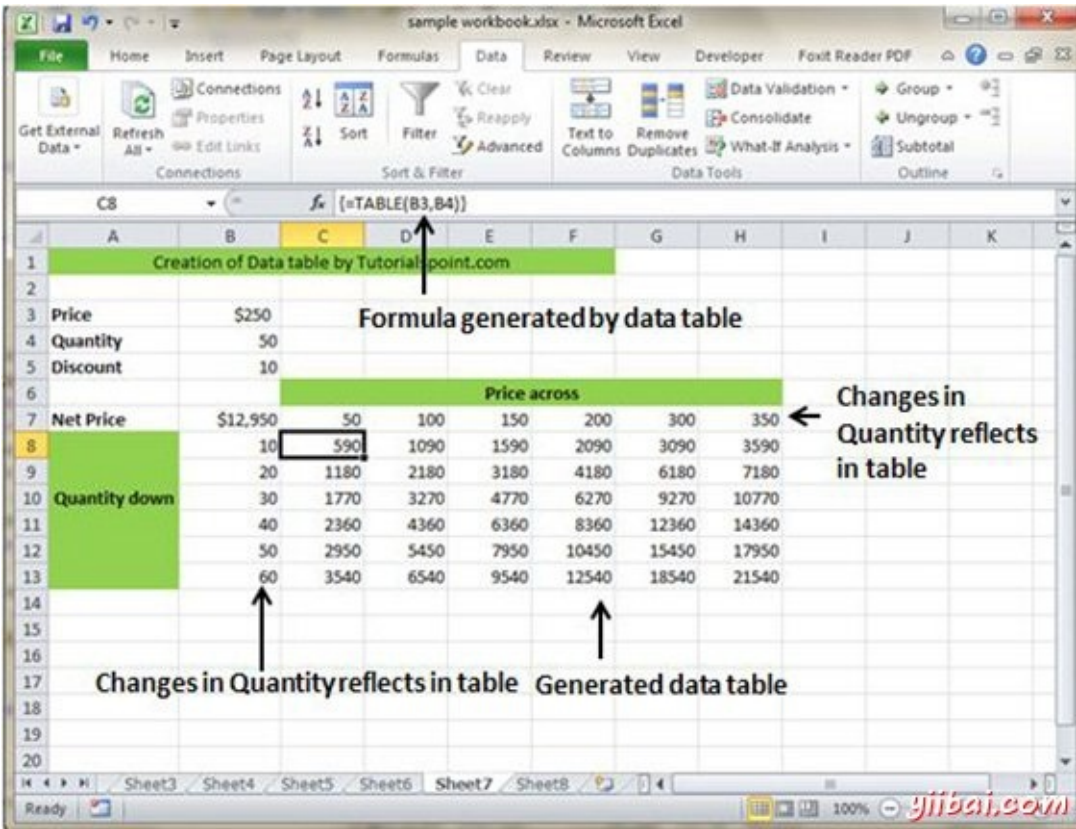 sample workbook.xlsx - Microsoft Excel
File Home Insert Page Layout Formulas Data Review View Developer Foxit Reader PDF
Get External Data
Refresh All
Connections
Properties
Edit Links
Connections
Sort
Filter
Clear
Reapply
Advanced
Sort & Filter
Text to Columns
Remove Duplicates
Data Validation
Consolidate
What-If Analysis
Data Tools
Group
Ungroup
Subtotal
Outline
C8 fx {=TABLE(B3,B4)}
A B C D E F G H I J K
1 Creation of Data table by Tutorialspoint.com
2
3 Price $250
Formula generated by data table
4 Quantity 50
5 Discount 10
6 Price across
7 Net Price $12,950 50 100 150 200 300 350
Changes in
Quantity reflects
in table
8 10 590 1090 1590 2090 3090 3590
9 20 1180 2180 3180 4180 6180 7180
10 Quantity down 30 1770 3270 4770 6270 9270 10770
11 40 2360 4360 6360 8360 12360 14360
12 50 2950 5450 7950 10450 15450 17950
13 60 3540 6540 9540 12540 18540 21540
14
15
16
17
Changes in Quantity reflects in table Generated data table
18
19
20
Sheet3 Sheet4 Sheet5 Sheet6 Sheet7 Sheet8
Ready 100%
yiibai.com